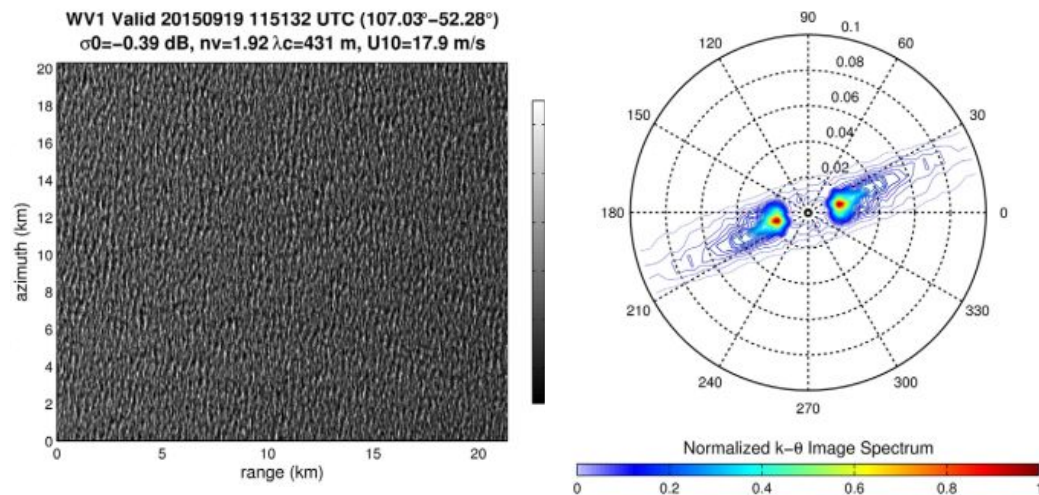 WV1 Valid 20150919 115132 UTC (107.03°−52.28°)
σ0=−0.39 dB, nv=1.92 λc=431 m, U10=17.9 m/s
20
18
16
14
12
10
8
6
4
2
0
azimuth (km)
0 5 10 15 20
range (km)
90
0.1
120 60
0.08
0.06
150 0.04 30
0.02
180 0
210 330
240 300
270
Normalized k−θ Image Spectrum
0 0.2 0.4 0.6 0.8 1